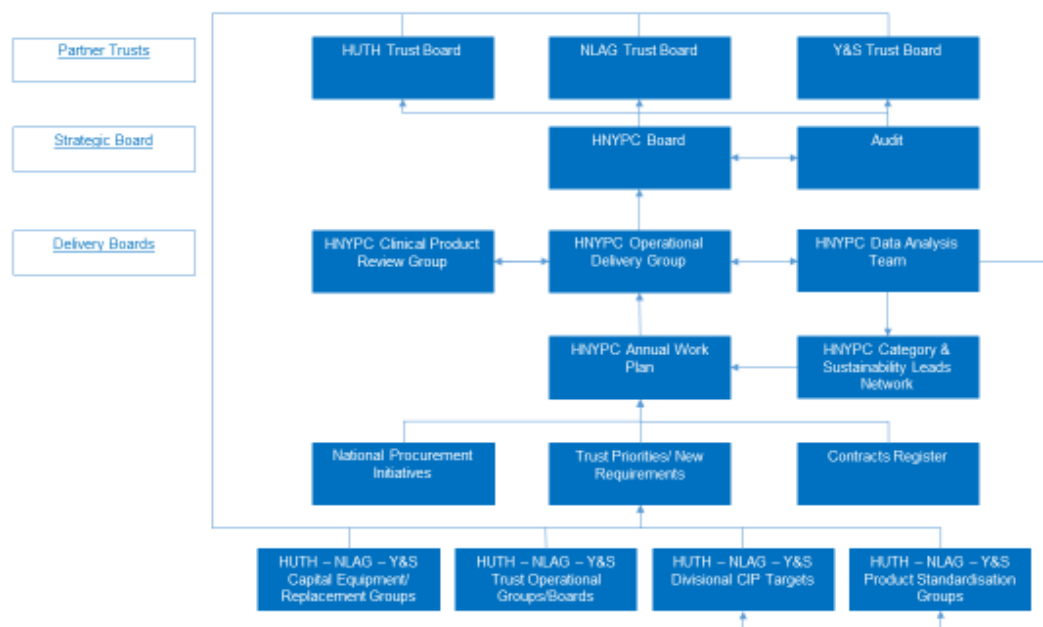 Partner Trusts
HUTH Trust Board
NLAG Trust Board
Y&S Trust Board
Strategic Board
HNYPC Board
Audit
Delivery Boards
HNYPC Clinical Product
Review Group
HNYPC Operational
Delivery Group
HNYPC Data Analysis
Team
HNYPC Annual Work
Plan
HNYPC Category &
Sustainability Leads
Network
National Procurement
Initiatives
Trust Priorities/ New
Requirements
Contracts Register
HUTH – NLAG – Y&S
Capital Equipment/
Replacement Groups
HUTH – NLAG – Y&S
Trust Operational
Groups/Boards
HUTH – NLAG – Y&S
Divisional CIP Targets
HUTH – NLAG – Y&S
Product Standardisation
Groups